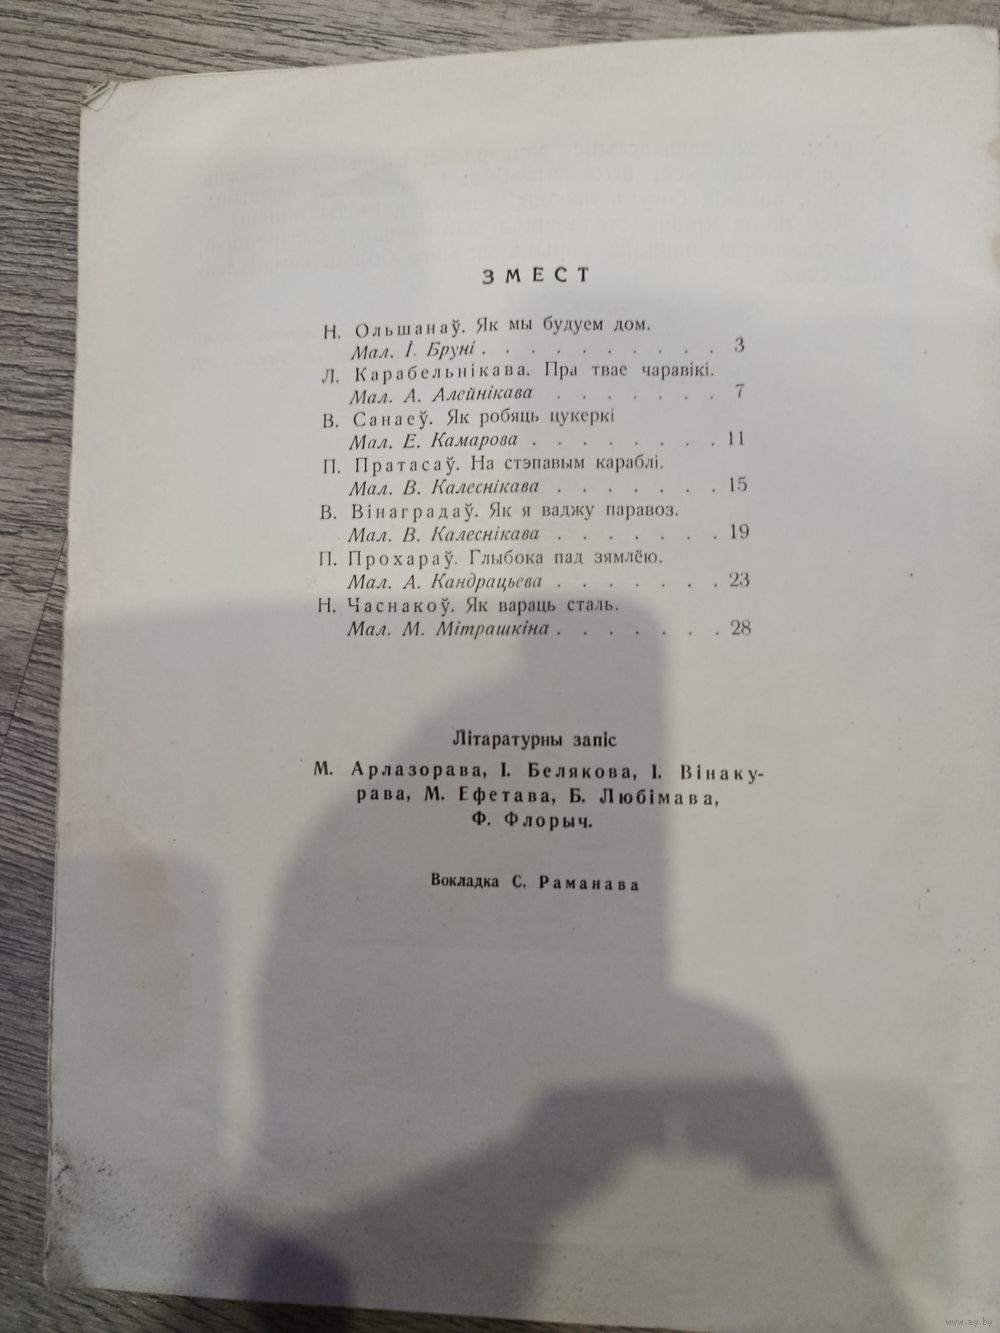 ЗМЕСТ
Н. Ольшанаў. Як мы будуем дом.
Мал. І. Бруні . . . . . . . . . . 3
Л. Карабельнікава. Пра твае чаравікі.
Мал. А. Алейнікава . . . . . . . 7
В. Санаеў. Як робяць цукеркі
Мал. Е. Камарова . . . . . . . . 11
П. Пратасаў. На стэпавым караблі.
Мал. В. Калеснікава . . . . . . . 15
В. Вінаградаў. Як я ваджу паравоз.
Мал. В. Калеснікава . . . . . . . 19
П. Прохараў. Глыбока пад зямлёю.
Мал. А. Кандрацьева . . . . . . . 23
Н. Часнакоў. Як вараць сталь.
Мал. М. Мітрашкіна . . . . . . . 28
Літаратурны запіс
М. Арлазорава, І. Белякова, І. Вінаку-
рава, М. Ефетава, Б. Любімава,
Ф. Флорыч.
Вокладка С. Раманава
www.ay.by